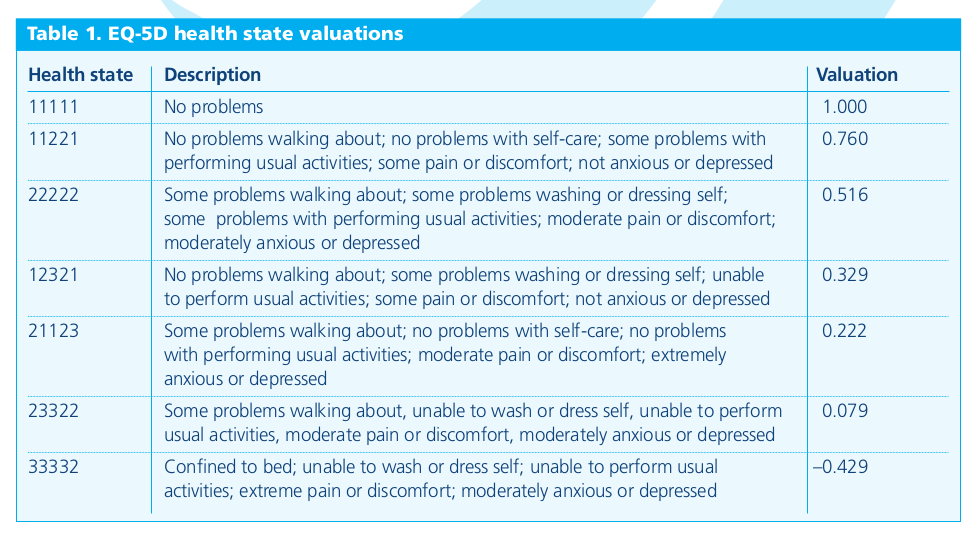 Table 1. EQ-5D health state valuations
Health state Description Valuation
11111 No problems 1.000
11221 No problems walking about; no problems with self-care; some problems with 0.760
performing usual activities; some pain or discomfort; not anxious or depressed
22222 Some problems walking about; some problems washing or dressing self; 0.516
some problems with performing usual activities; moderate pain or discomfort;
moderately anxious or depressed
12321 No problems walking about; some problems washing or dressing self; unable 0.329
to perform usual activities; some pain or discomfort; not anxious or depressed
21123 Some problems walking about; no problems with self-care; no problems 0.222
with performing usual activities; moderate pain or discomfort; extremely
anxious or depressed
23322 Some problems walking about, unable to wash or dress self, unable to perform 0.079
usual activities, moderate pain or discomfort, moderately anxious or depressed
33332 Confined to bed; unable to wash or dress self; unable to perform usual –0.429
activities; extreme pain or discomfort; moderately anxious or depressed